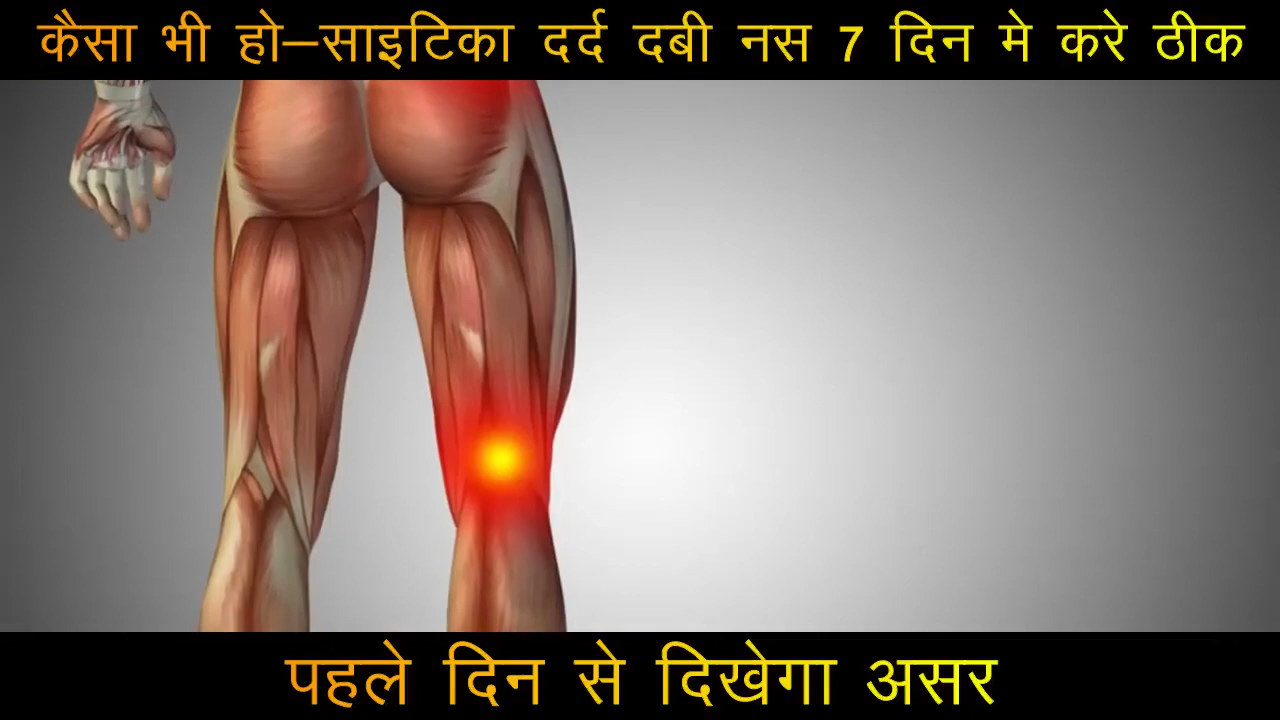 कैसा भी हो–साइटिका दर्द दबी नस 7 दिन मे करे ठीक
पहले दिन से दिखेगा असर